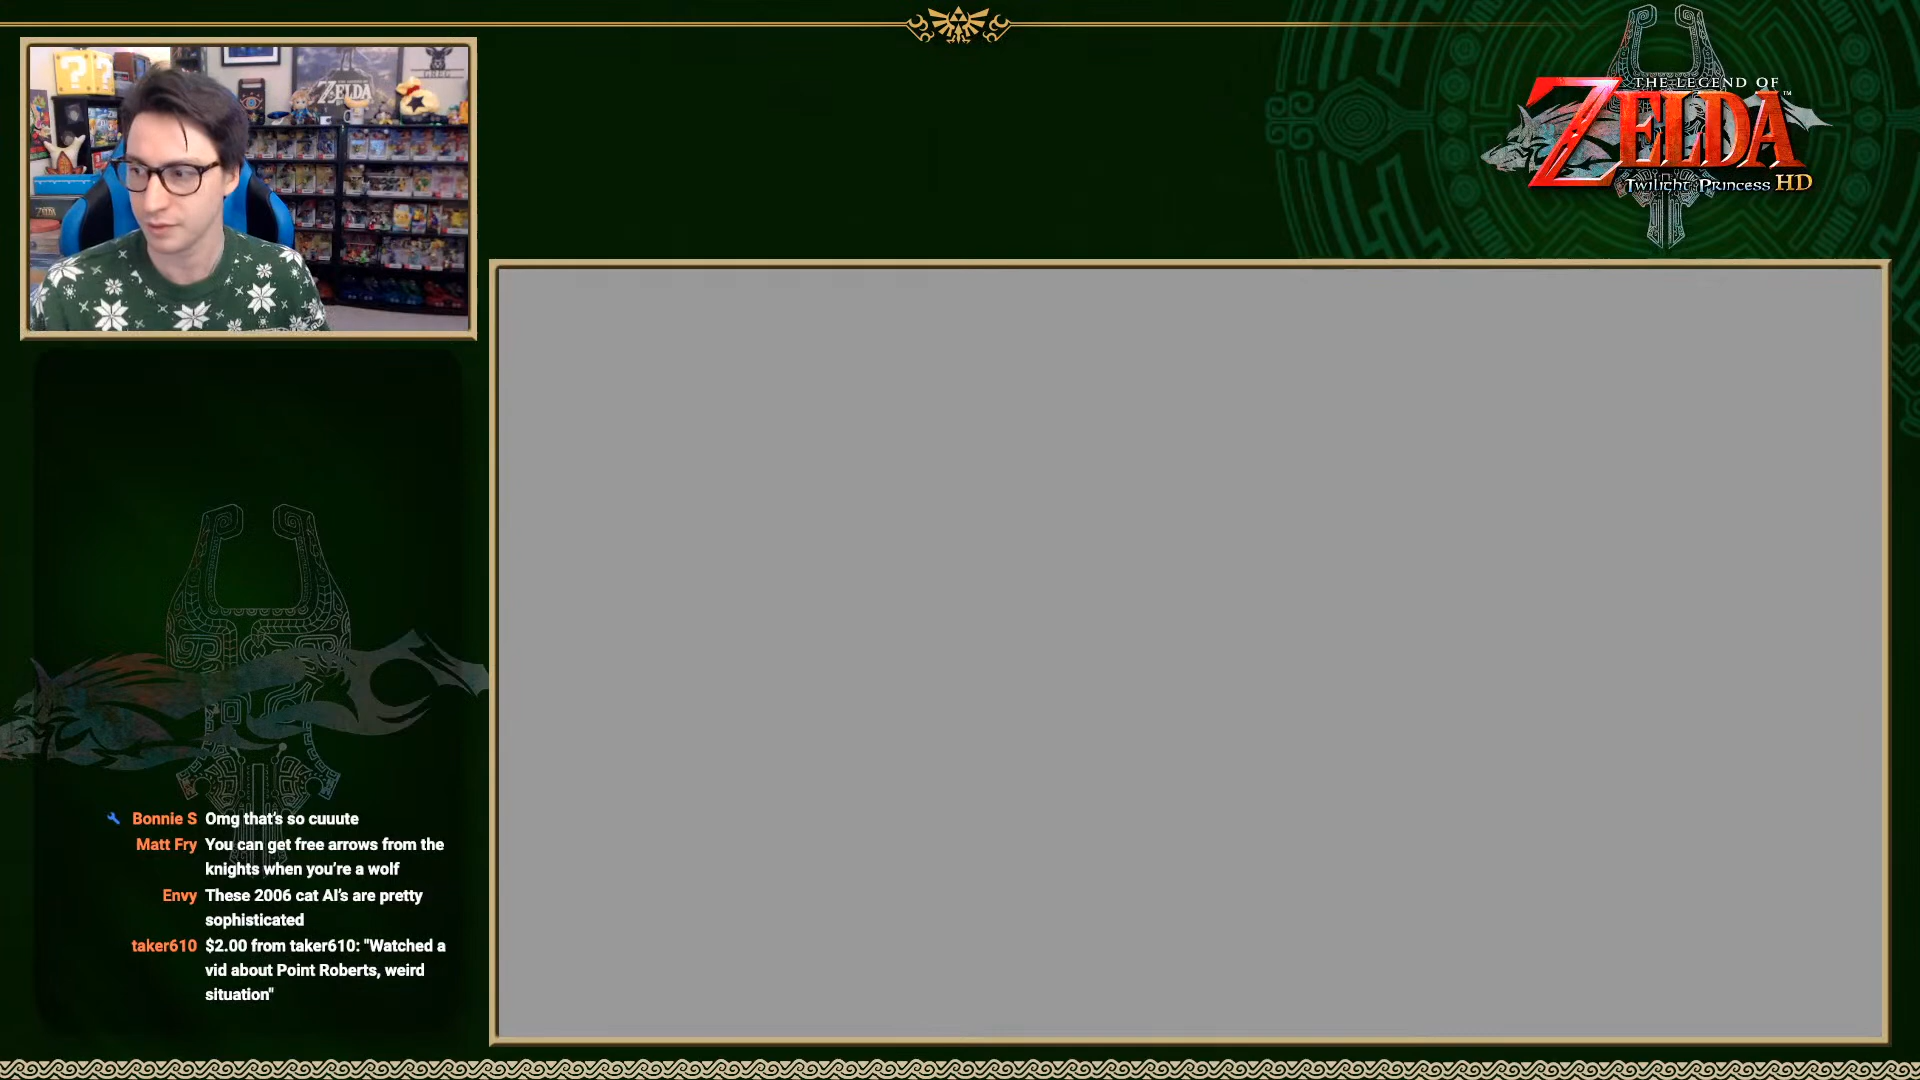 THE LEGEND OF
ZELDA™
TWILIGHT PRINCESS HD
ZELDA
GREG
Bonnie S Omg that's so cuuute
Matt Fry You can get free arrows from the
knights when you're a wolf
Envy These 2006 cat AI's are pretty
sophisticated
taker610 $2.00 from taker610: "Watched a
vid about Point Roberts, weird
situation"